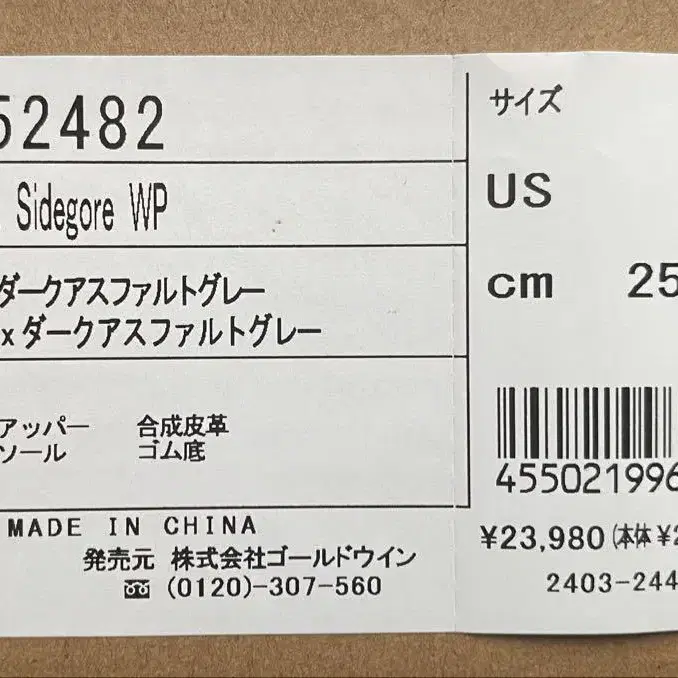 52482
Sidegore WP
ダークアスファルトグレー
xダークアスファルトグレー
アッパー 合成皮革
ソール ゴム底
MADE IN CHINA
発売元 株式会社ゴールドウイン
(0120)-307-560
サイズ
US
cm 25
455021996
¥23,980(本体¥2
2403-244